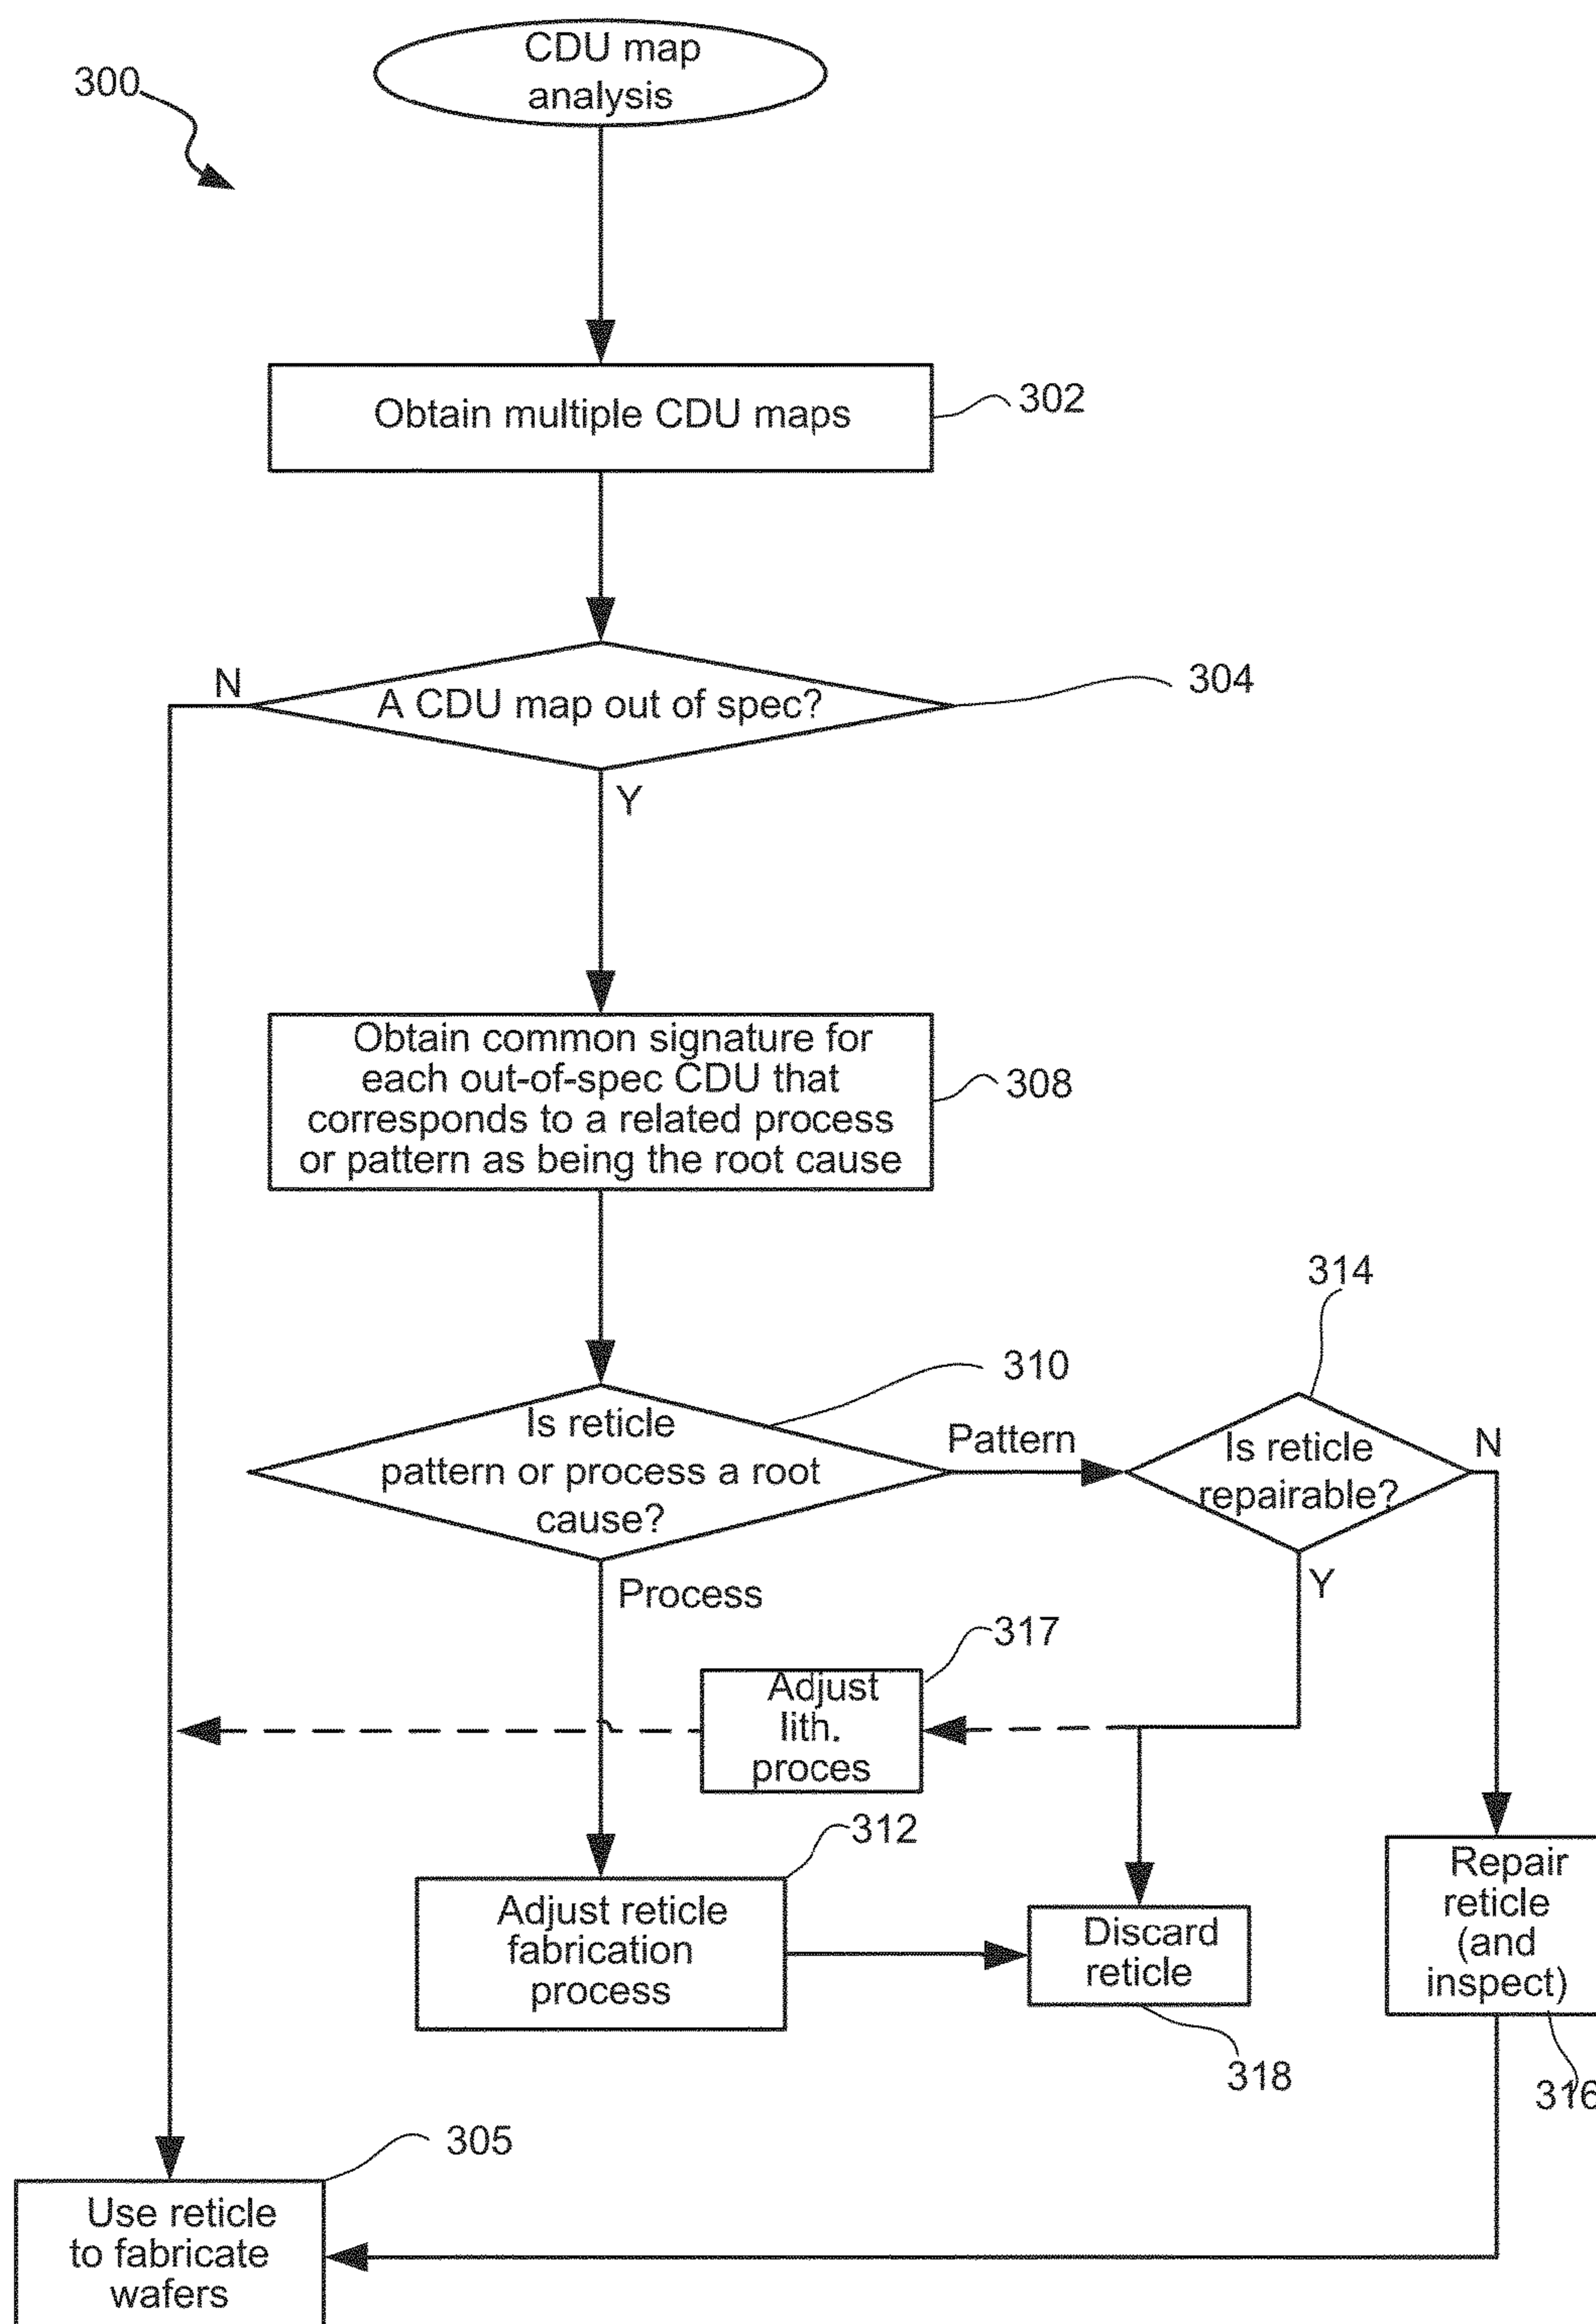 CDU map
analysis
300
Obtain multiple CDU maps
302
N
A CDU map out of spec?
304
Y
Obtain common signature for
each out-of-spec CDU that
corresponds to a related process
or pattern as being the root cause
308
314
310
Is reticle
pattern or process a root
cause?
Pattern
Is reticle
repairable?
N
Process
Y
317
Adjust
lith.
proces
312
Adjust reticle
fabrication
process
Discard
reticle
318
Repair
reticle
(and
inspect)
316
305
Use reticle
to fabricate
wafers